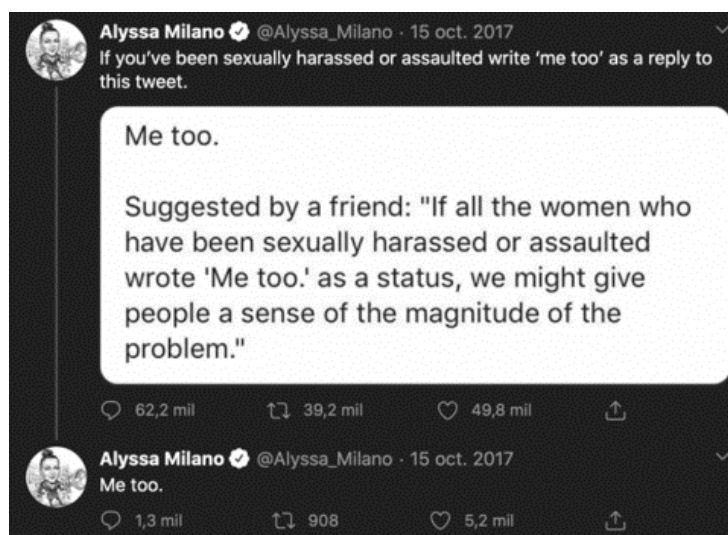 Alyssa Milano @Alyssa_Milano · 15 oct. 2017
If you've been sexually harassed or assaulted write 'me too' as a reply to
this tweet.
Me too.
Suggested by a friend: "If all the women who
have been sexually harassed or assaulted
wrote 'Me too.' as a status, we might give
people a sense of the magnitude of the
problem."
62,2 mil 39,2 mil 49,8 mil
Alyssa Milano @Alyssa_Milano · 15 oct. 2017
Me too.
1,3 mil 908 5,2 mil